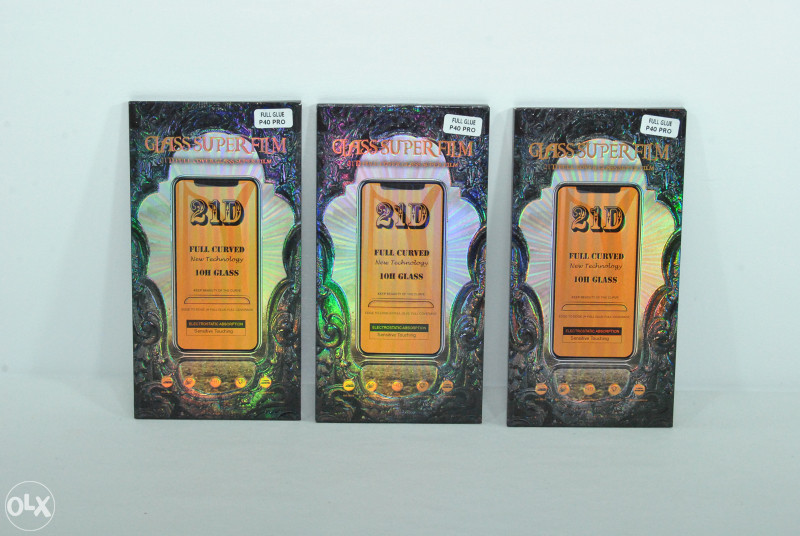 FULL GLUE
P40 PRO
GLASS SUPER FILM
21D
FULL CURVED
New Technology
10H GLASS
ELECTROSTATIC ABSORPTION
Sensitive Touching
FULL GLUE
P40 PRO
GLASS SUPER FILM
21D
FULL CURVED
New Technology
10H GLASS
ELECTROSTATIC ABSORPTION
Sensitive Touching
FULL GLUE
P40 PRO
GLASS SUPER FILM
21D
FULL CURVED
New Technology
10H GLASS
ELECTROSTATIC ABSORPTION
Sensitive Touching
OLX